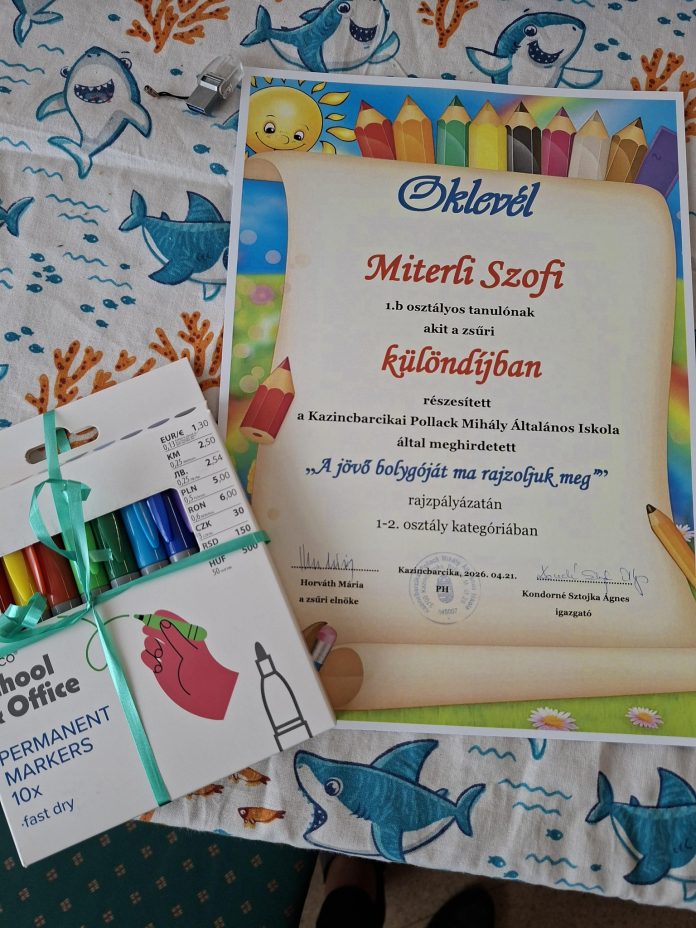 Oklevél
Miterli Szofi
1.b osztályos tanulónak
akit a zsűri
különdíjban
részesített
a Kazincbarcikai Pollack Mihály Általános Iskola
által meghirdetett
„A jövő bolygóját ma rajzoljuk meg””
rajzpályázatán
1-2. osztály kategóriában
Horváth Mária
a zsűri elnöke
Kazincbarcika, 2026. 04.21.
PH
Kondorné Sztojka Ágnes
igazgató
EUR/€ 1,30
KM 2,50
ЛВ. 2,54
PLN 5,00
RON 6,00
CZK 30
RSD 150
HUF 500
& Office
PERMANENT
MARKERS
10x
·fast dry